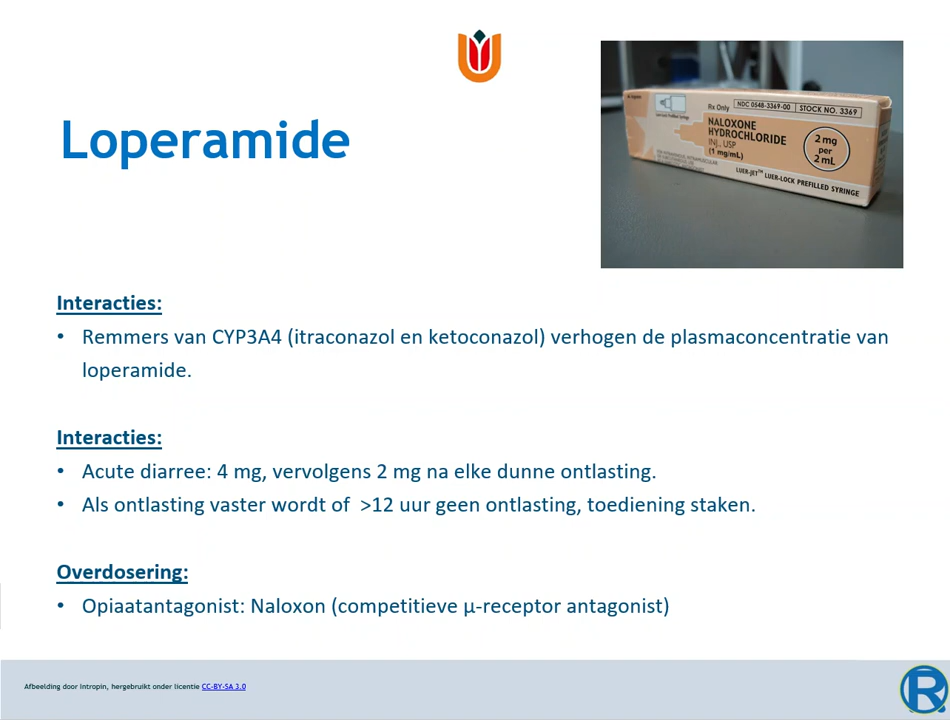 Loperamide
Rx Only
NDC 0548-3369-00
STOCK NO. 3369
NALOXONE
HYDROCHLORIDE
INJ., USP
(1 mg/mL)
2 mg
per
2 mL
LUER-JET™ LUER-LOCK PREFILLED SYRINGE
Interacties:
• Remmers van CYP3A4 (itraconazol en ketoconazol) verhogen de plasmaconcentratie van
loperamide.
Interacties:
• Acute diarree: 4 mg, vervolgens 2 mg na elke dunne ontlasting.
• Als ontlasting vaster wordt of >12 uur geen ontlasting, toediening staken.
Overdosering:
• Opiaatantagonist: Naloxon (competitieve µ-receptor antagonist)
Afbeelding door Intropin, hergebruikt onder licentie CC-BY-SA 3.0
R